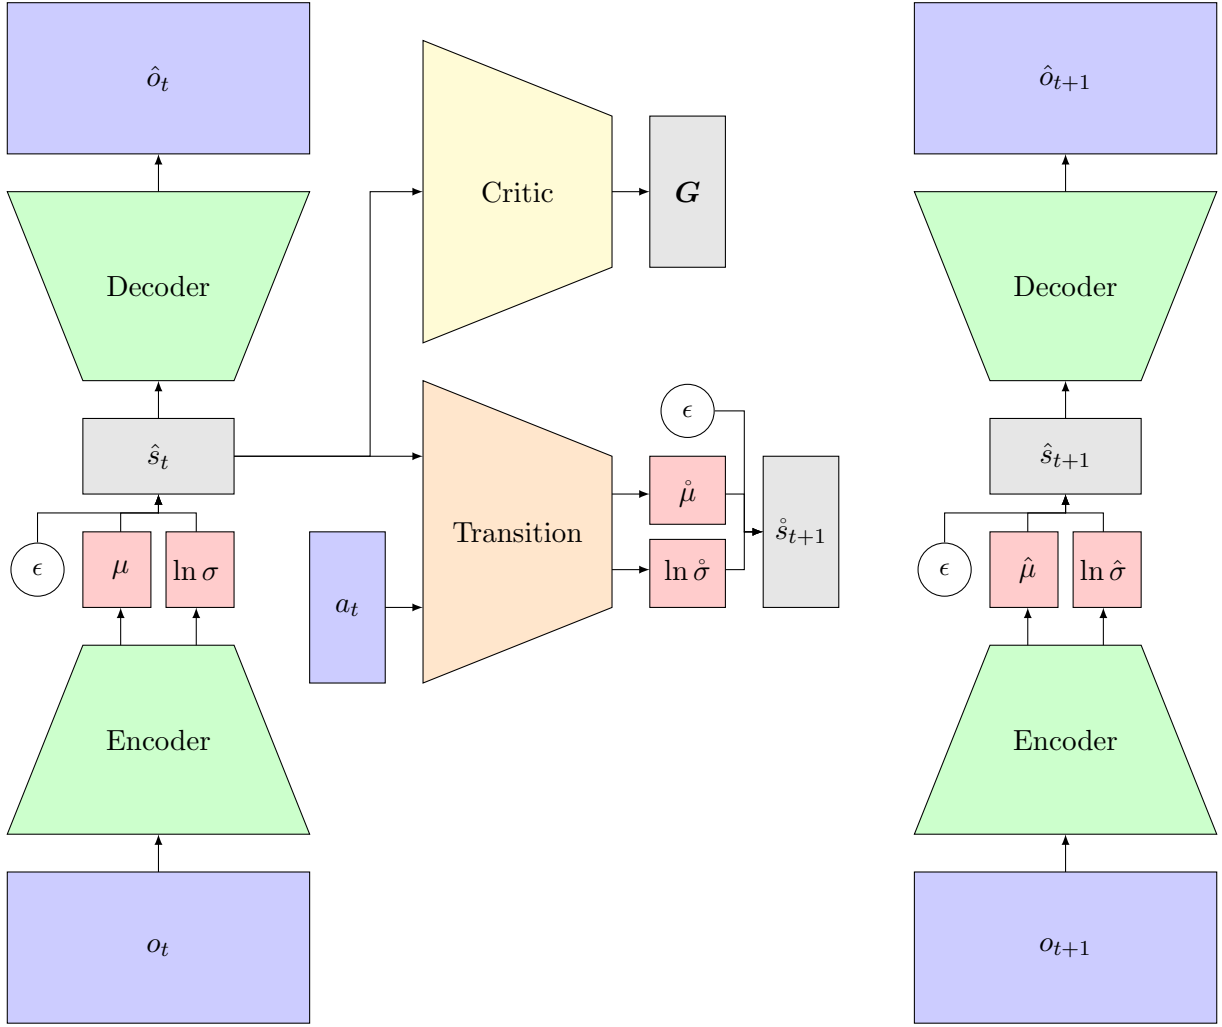 ô_t
ô_{t+1}
Critic
G
Decoder
Decoder
ϵ
ŝ_t
ŝ_{t+1}
μ̊
Transition
s̊_{t+1}
ϵ
μ
ln σ
ln σ̊
ϵ
μ̂
ln σ̂
a_t
Encoder
Encoder
o_t
o_{t+1}